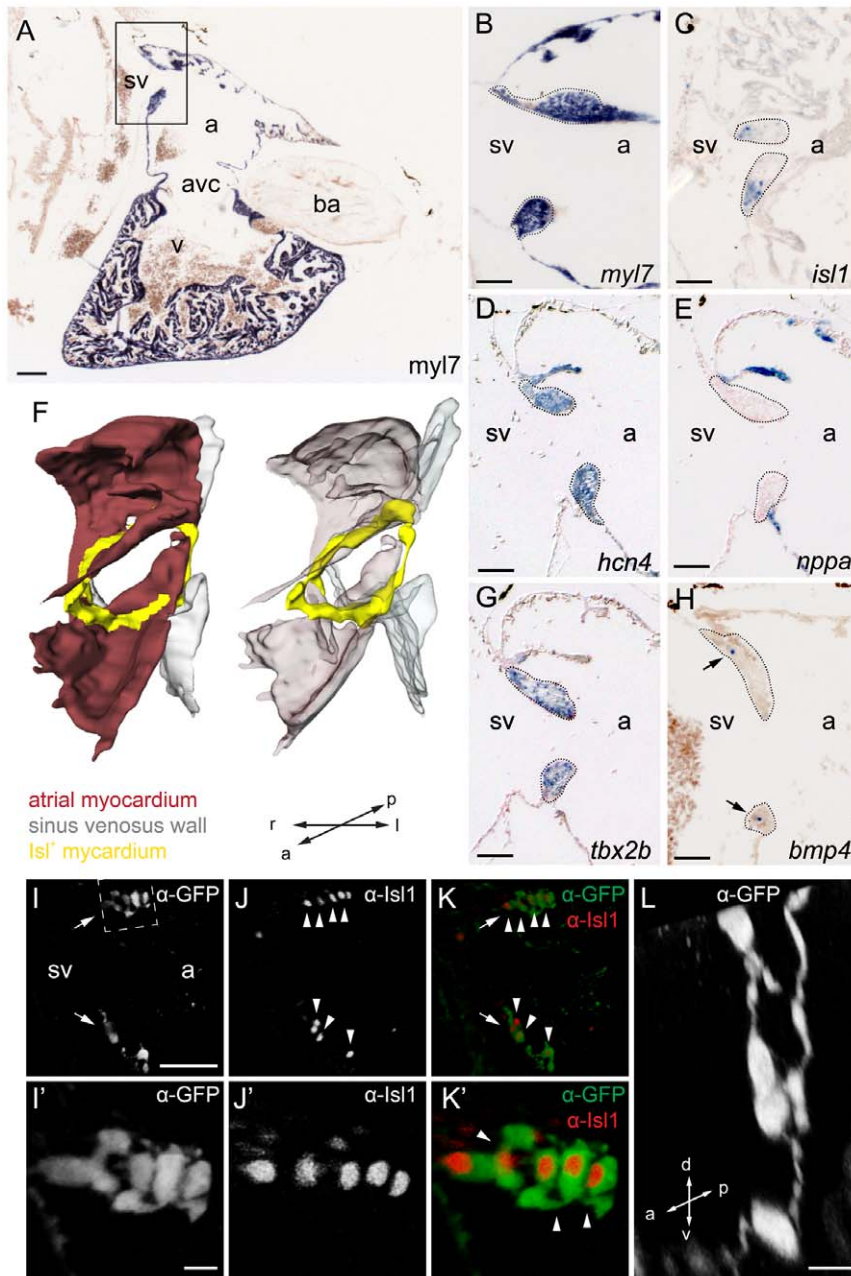 A
sv
a
avc
ba
v
myl7
B
sv
a
myl7
C
sv
a
isl1
D
sv
a
hcn4
E
sv
a
nppa
F
atrial myocardium
sinus venosus wall
Isl⁺ mycardium
p
r
l
a
G
sv
a
tbx2b
H
sv
a
bmp4
I
α-GFP
sv
a
J
α-Isl1
K
α-GFP
α-Isl1
L
α-GFP
d
p
a
v
I'
α-GFP
J'
α-Isl1
K'
α-GFP
α-Isl1